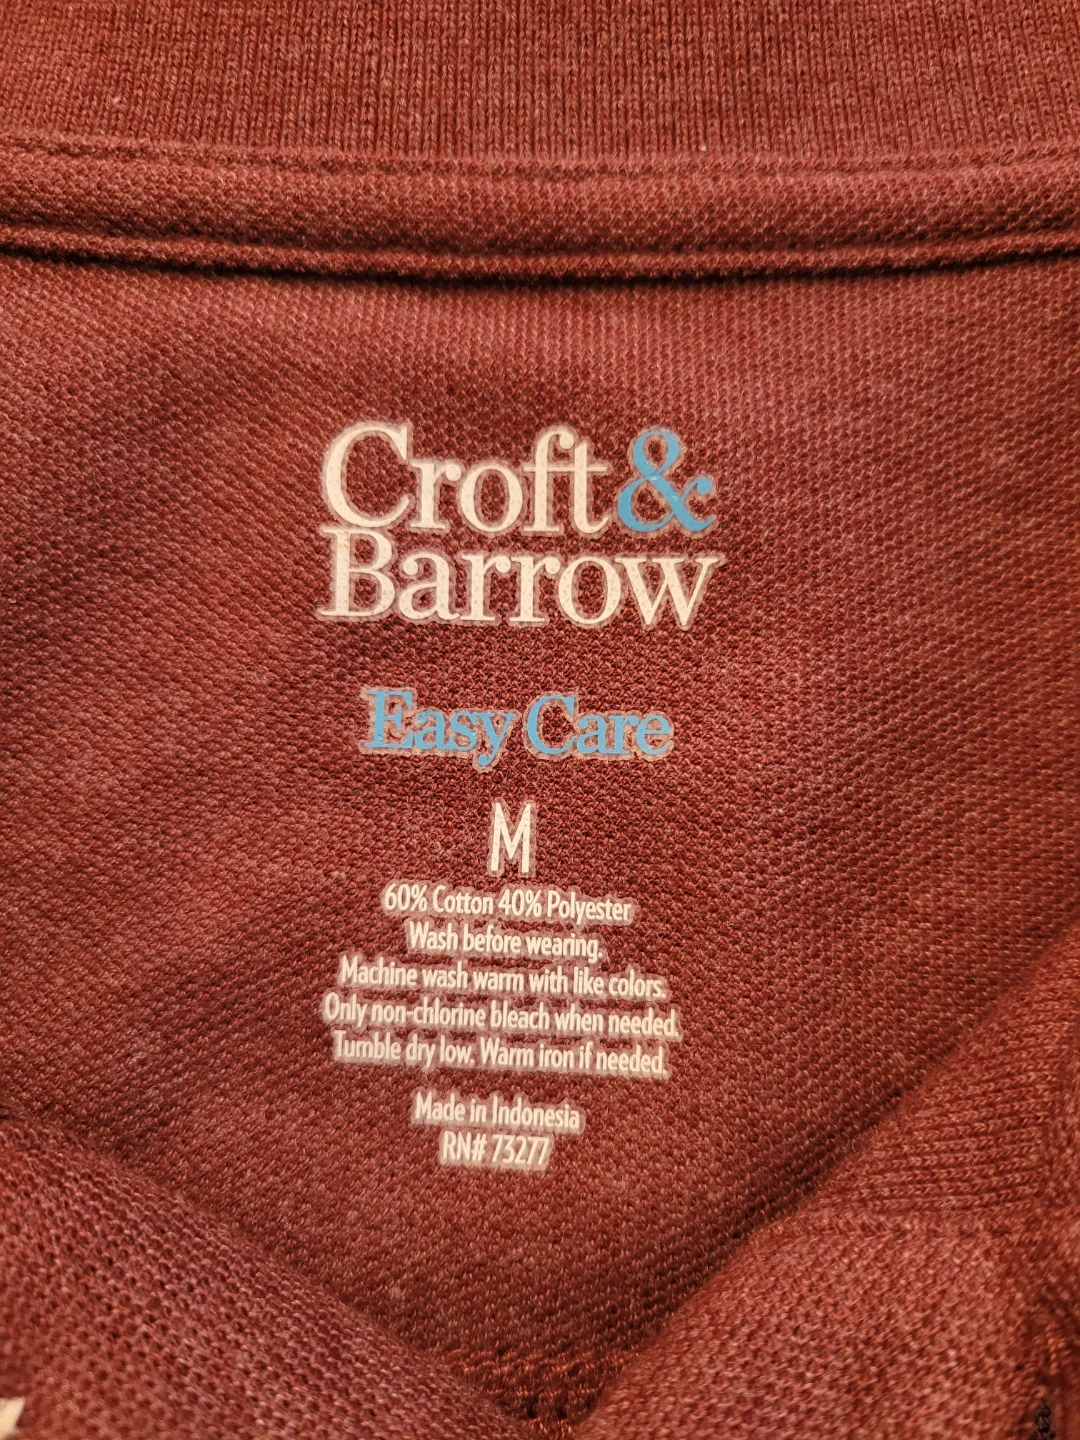 Croft &
Barrow
Easy Care
M
60% Cotton 40% Polyester
Wash before wearing.
Machine wash warm with like colors.
Only non-chlorine bleach when needed.
Tumble dry low. Warm iron if needed.
Made in Indonesia
RN# 73277